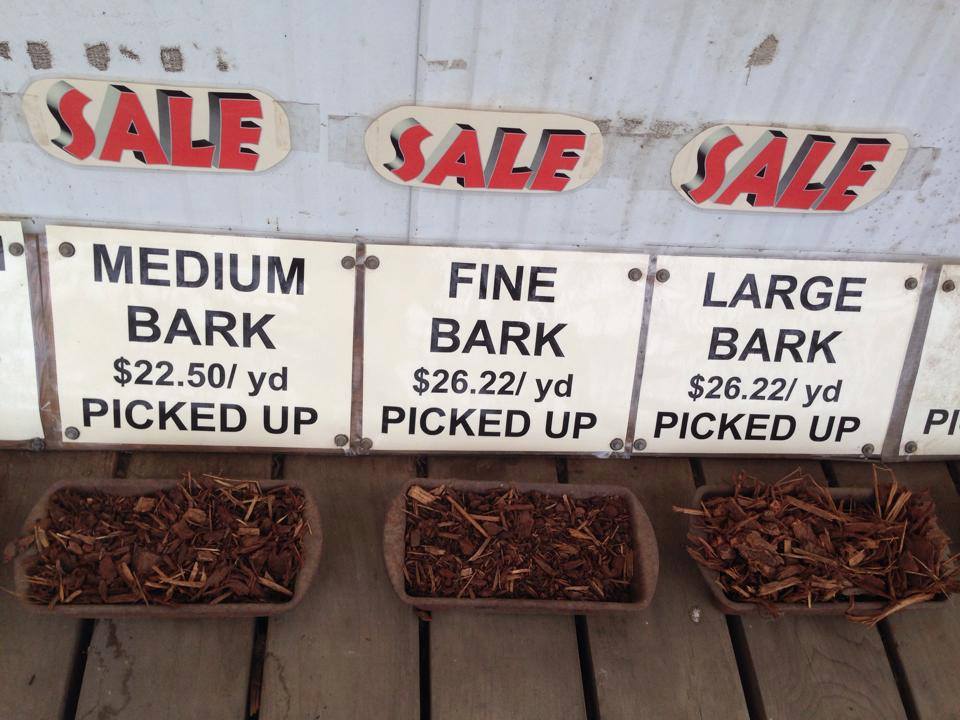 SALE
SALE
SALE
MEDIUM
BARK
$22.50/ yd
PICKED UP
FINE
BARK
$26.22/ yd
PICKED UP
LARGE
BARK
$26.22/ yd
PICKED UP
PI